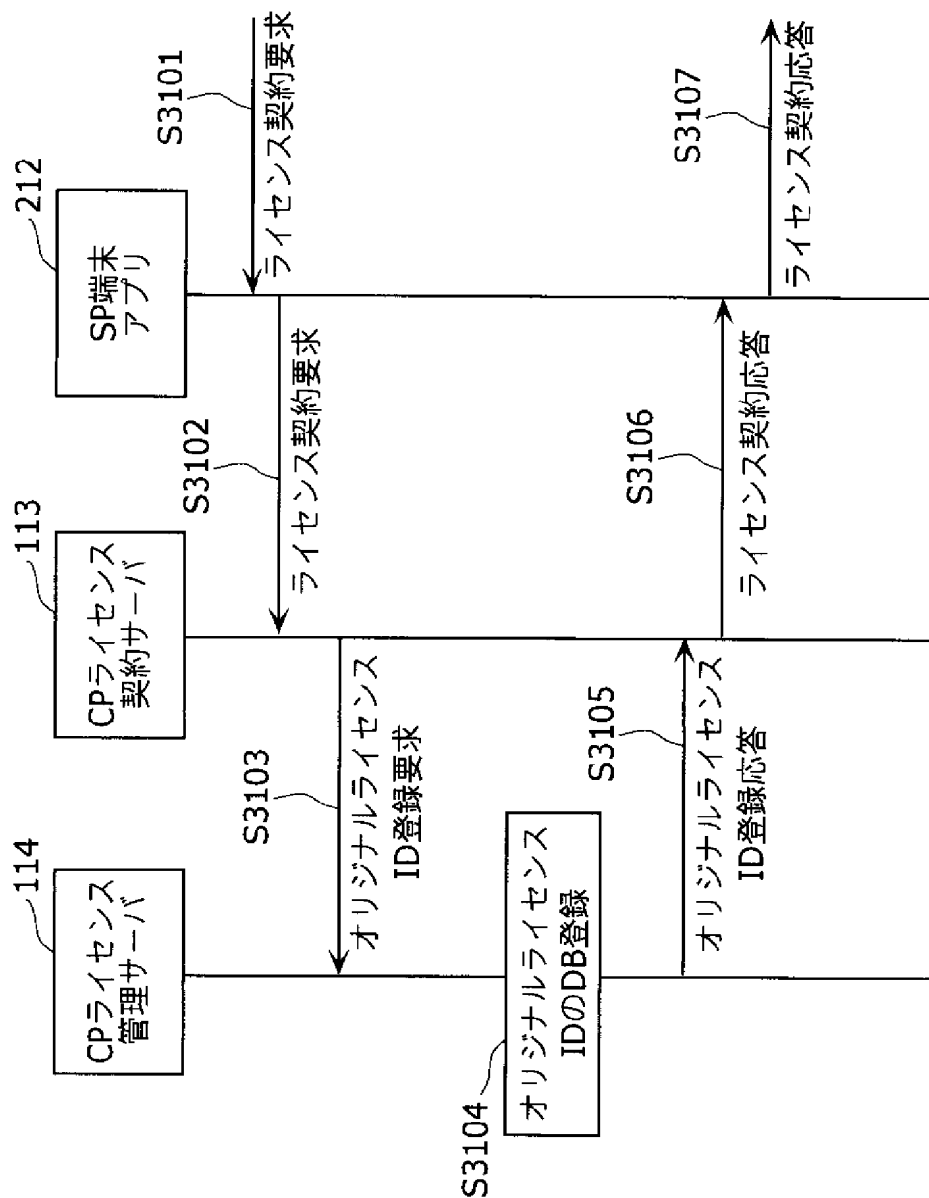 114
CPライセンス
管理サーバ
113
CPライセンス
契約サーバ
212
SP端末
アプリ
S3101
ライセンス契約要求
S3102
ライセンス契約要求
S3103
オリジナルライセンス
ID登録要求
S3104
オリジナルライセンス
IDのDB登録
S3105
オリジナルライセンス
ID登録応答
S3106
ライセンス契約応答
S3107
ライセンス契約応答